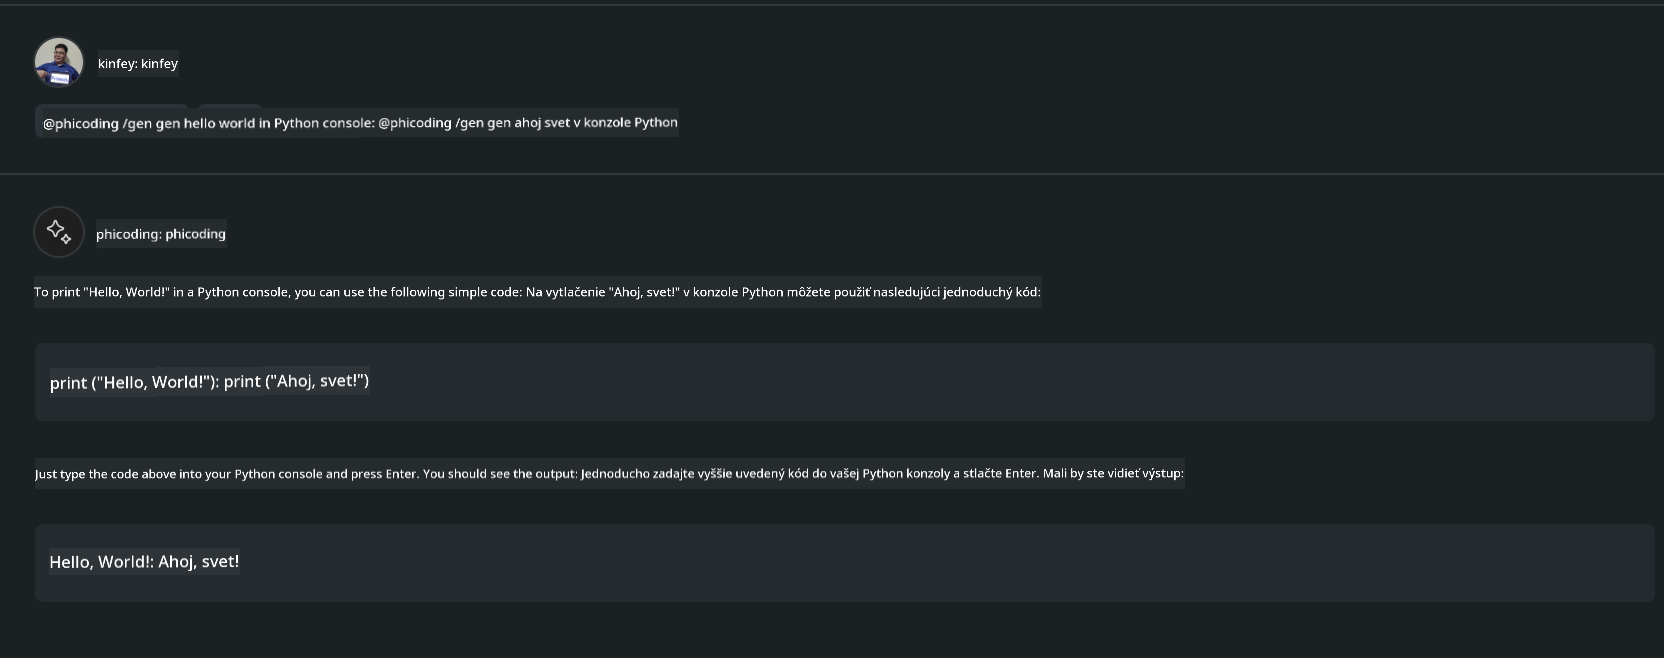 kinfey: kinfey
@phicoding /gen gen hello world in Python console: @phicoding /gen gen ahoj svet v konzole Python
phicoding: phicoding
To print "Hello, World!" in a Python console, you can use the following simple code: Na vytlačenie "Ahoj, svet!" v konzole Python môžete použiť nasledujúci jednoduchý kód:
print ("Hello, World!"): print ("Ahoj, svet!")
Just type the code above into your Python console and press Enter. You should see the output: Jednoducho zadajte vyššie uvedený kód do vašej Python konzoly a stlačte Enter. Mali by ste vidieť výstup:
Hello, World!: Ahoj, svet!